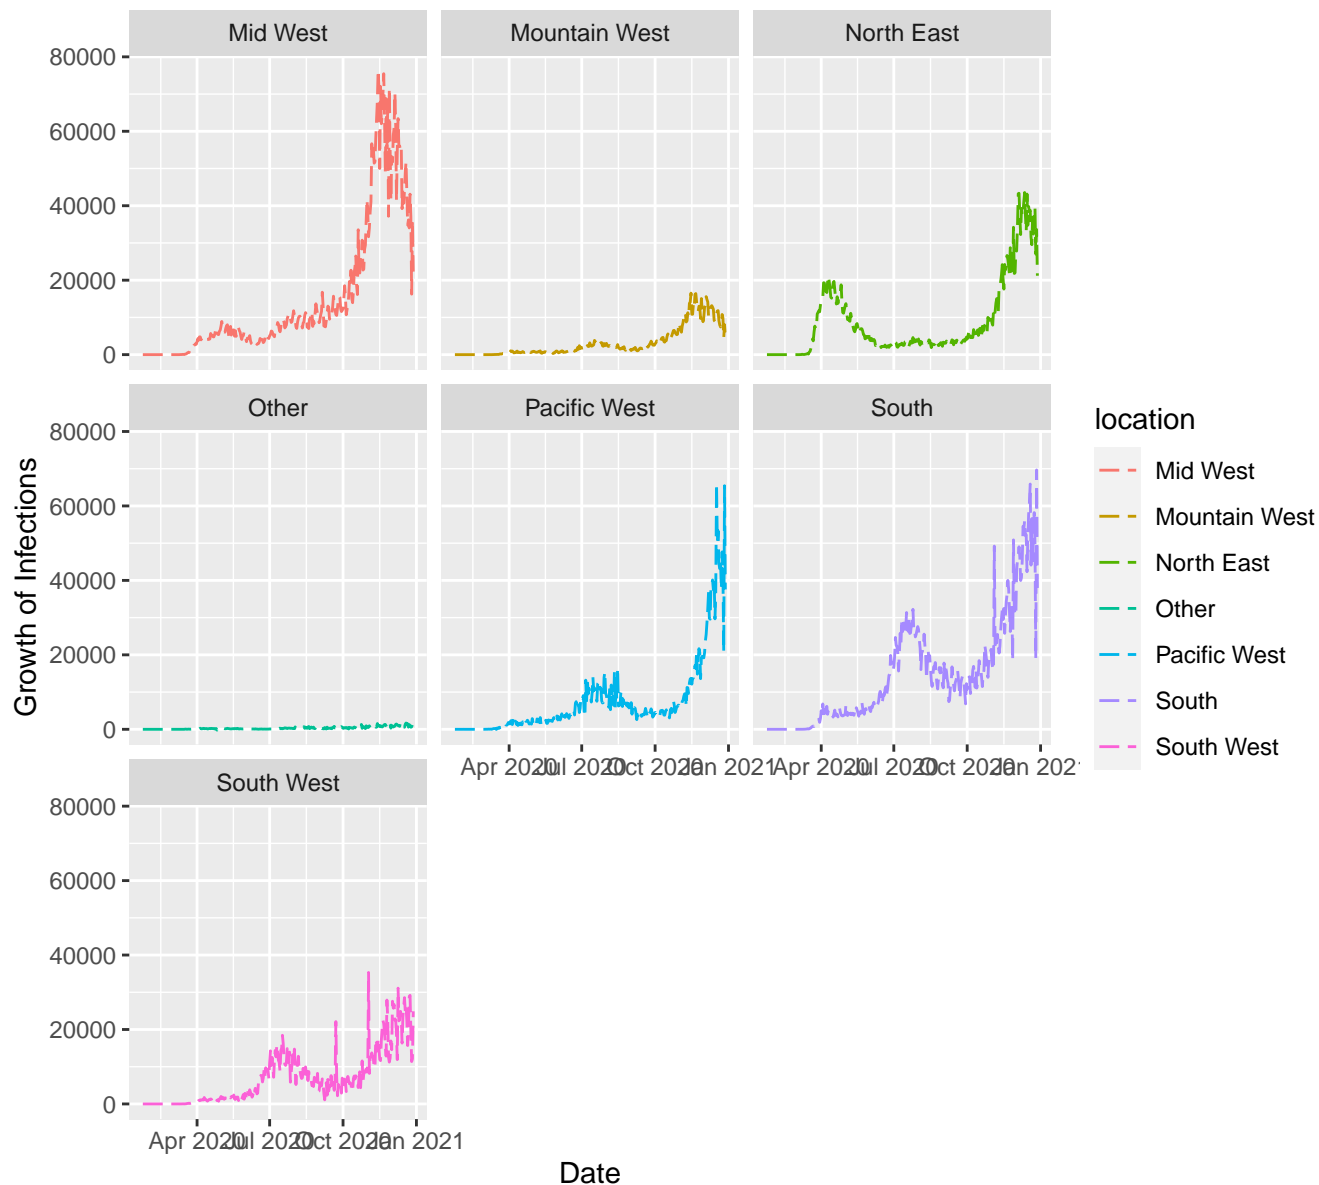 Mid West
Mountain West
North East
80000
60000
40000
20000
0
Other
Pacific West
South
80000
60000
40000
20000
0
Apr 2020 Jul 2020 Oct 2020 Jan 2021
Apr 2020 Jul 2020 Oct 2020 Jan 2021
South West
80000
60000
40000
20000
0
Apr 2020 Jul 2020 Oct 2020 Jan 2021
Growth of Infections
Date
location
Mid West
Mountain West
North East
Other
Pacific West
South
South West